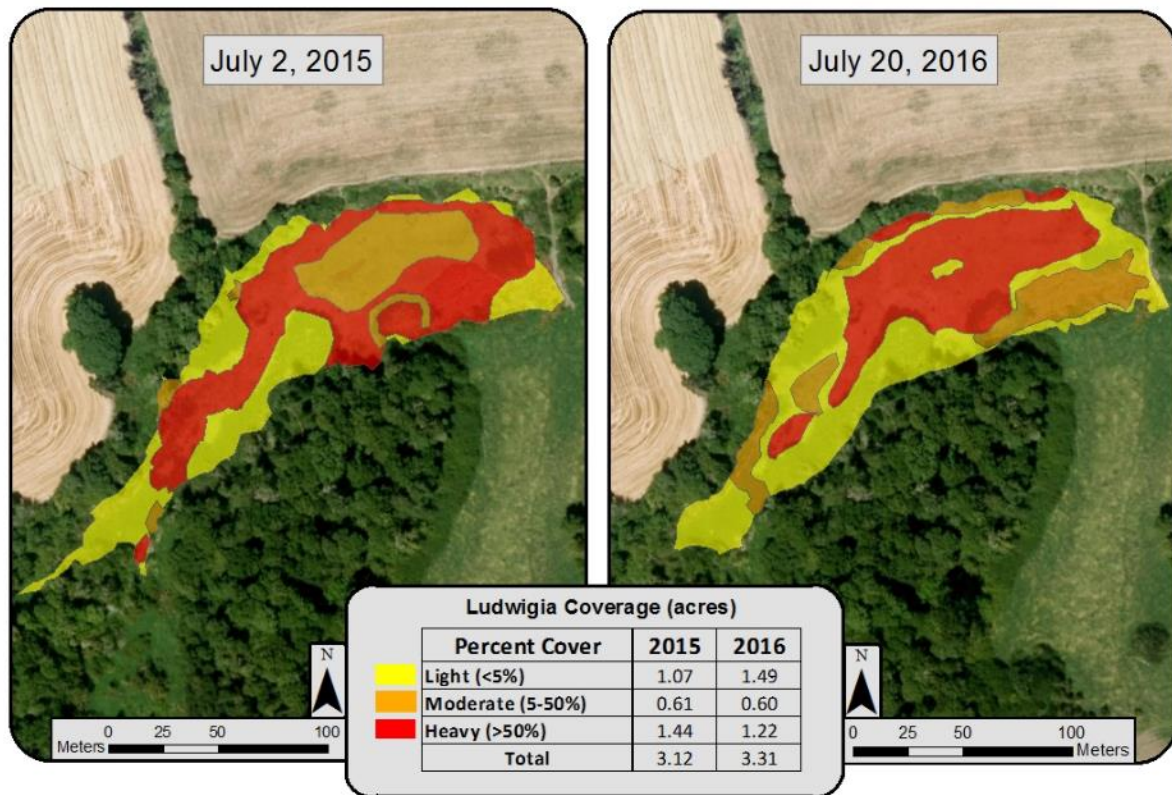 July 2, 2015
July 20, 2016
Ludwigia Coverage (acres)
Percent Cover 2015 2016
Light (<5%) 1.07 1.49
Moderate (5-50%) 0.61 0.60
Heavy (>50%) 1.44 1.22
Total 3.12 3.31
N
0 25 50 100
Meters
N
0 25 50 100
Meters